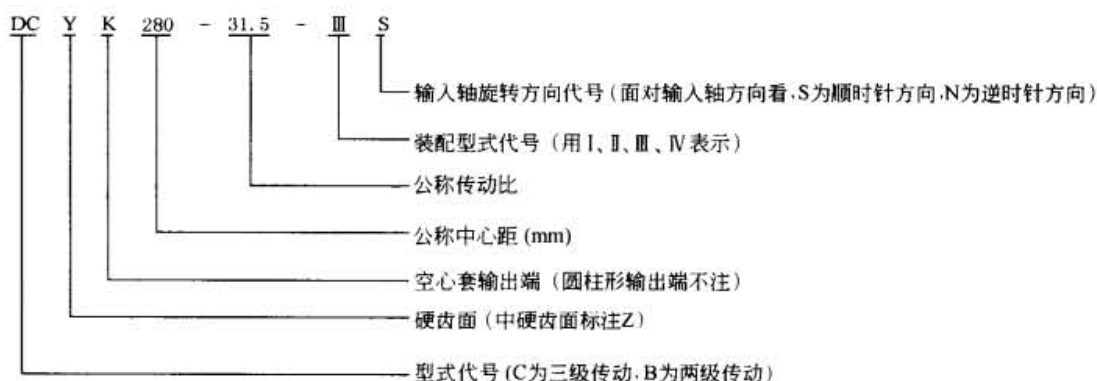 DC Y K 280 - 31.5 - Ⅲ S
输入轴旋转方向代号(面对输入轴方向看,S为顺时针方向,N为逆时针方向)
装配型式代号(用Ⅰ、Ⅱ、Ⅲ、Ⅳ表示)
公称传动比
公称中心距(mm)
空心套输出端(圆柱形输出端不注)
硬齿面(中硬齿面标注Z)
型式代号(C为三级传动,B为两级传动)